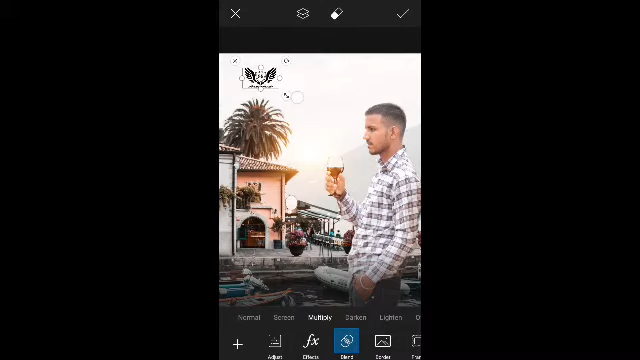 Normal Screen Multiply Darken Lighten
Adjust Effects Blend Border